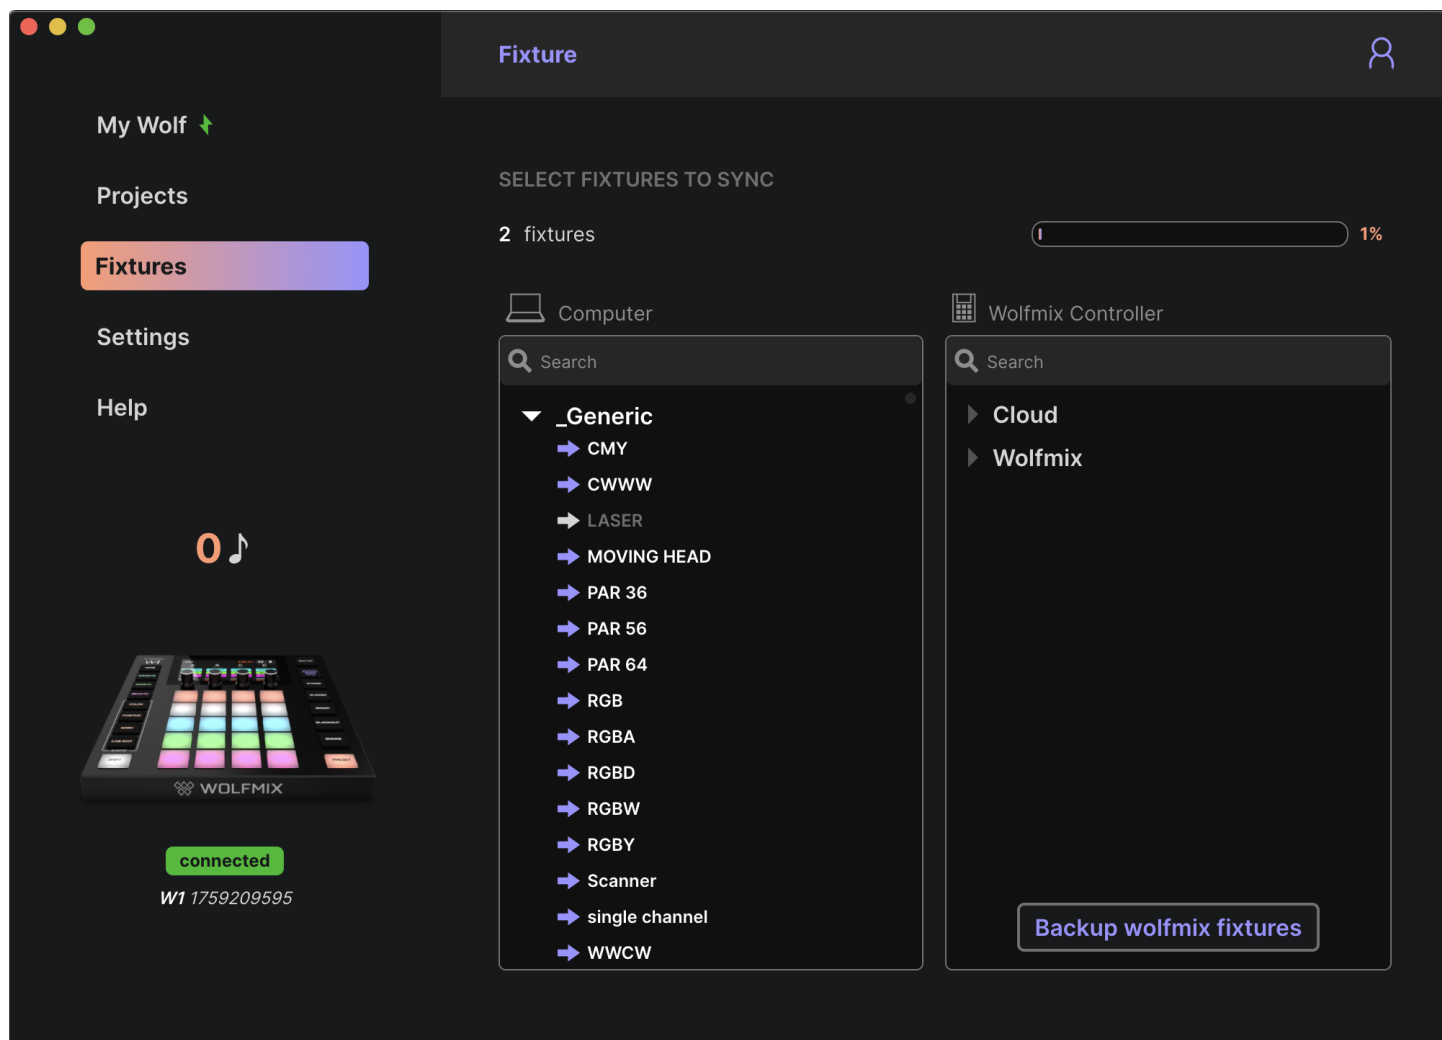 Fixture
My Wolf
Projects
Fixtures
Settings
Help
0
WOLFMIX
connected
W1 1759209595
SELECT FIXTURES TO SYNC
2 fixtures
1%
Computer
Search
_Generic
CMY
CWWW
LASER
MOVING HEAD
PAR 36
PAR 56
PAR 64
RGB
RGBA
RGBD
RGBW
RGBY
Scanner
single channel
WWCW
Wolfmix Controller
Search
Cloud
Wolfmix
Backup wolfmix fixtures